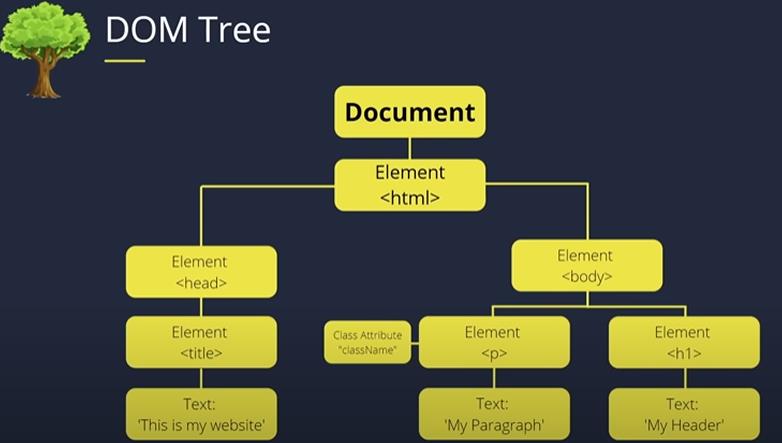 DOM Tree
Document
Element
<html>
Element
<head>
Element
<body>
Element
<title>
Class Attribute
"className"
Element
<p>
Element
<h1>
Text:
'This is my website'
Text:
'My Paragraph'
Text:
'My Header'